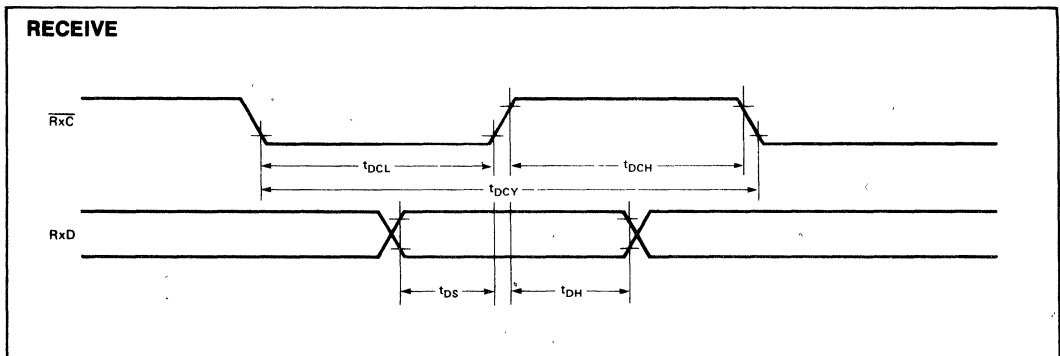 RECEIVE
RxC
tDCL
tDCH
tDCY
RxD
tDS
tDH